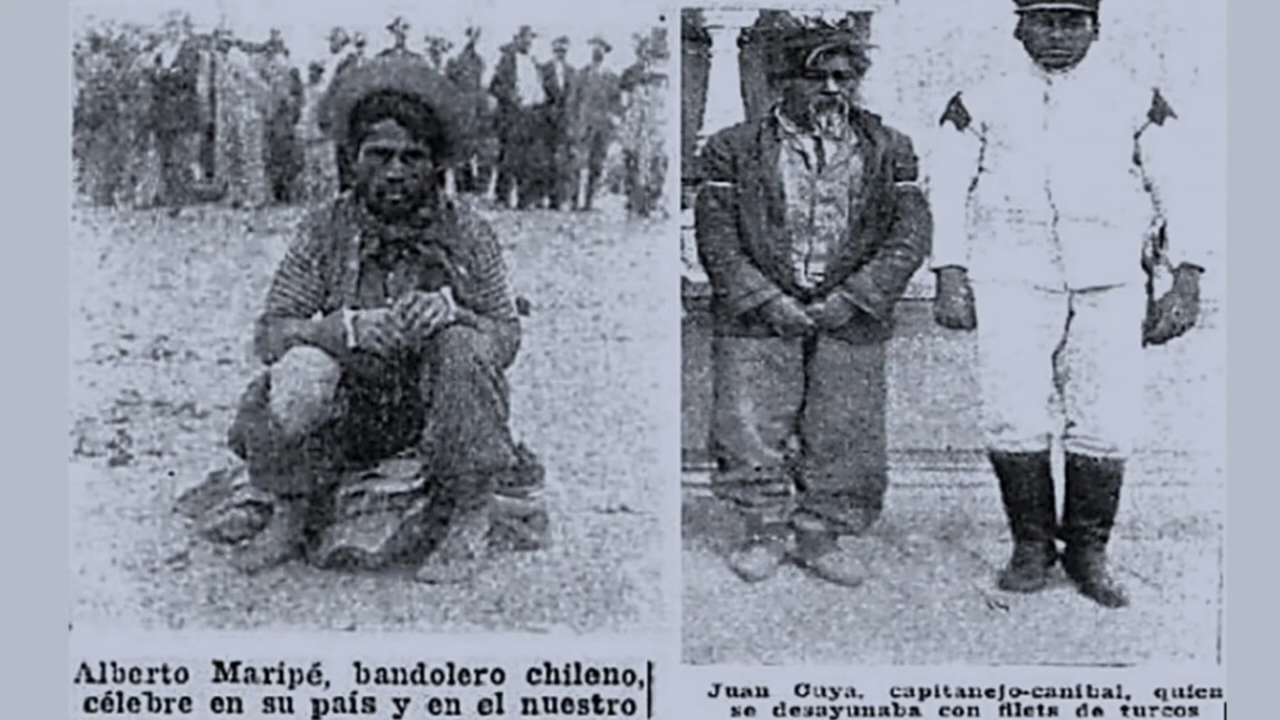 Alberto Maripé, bandolero chileno,
célebre en su país y en el nuestro
Juan Cuya, capitanejo-canibal, quien
se desayunaba con filets de turcos